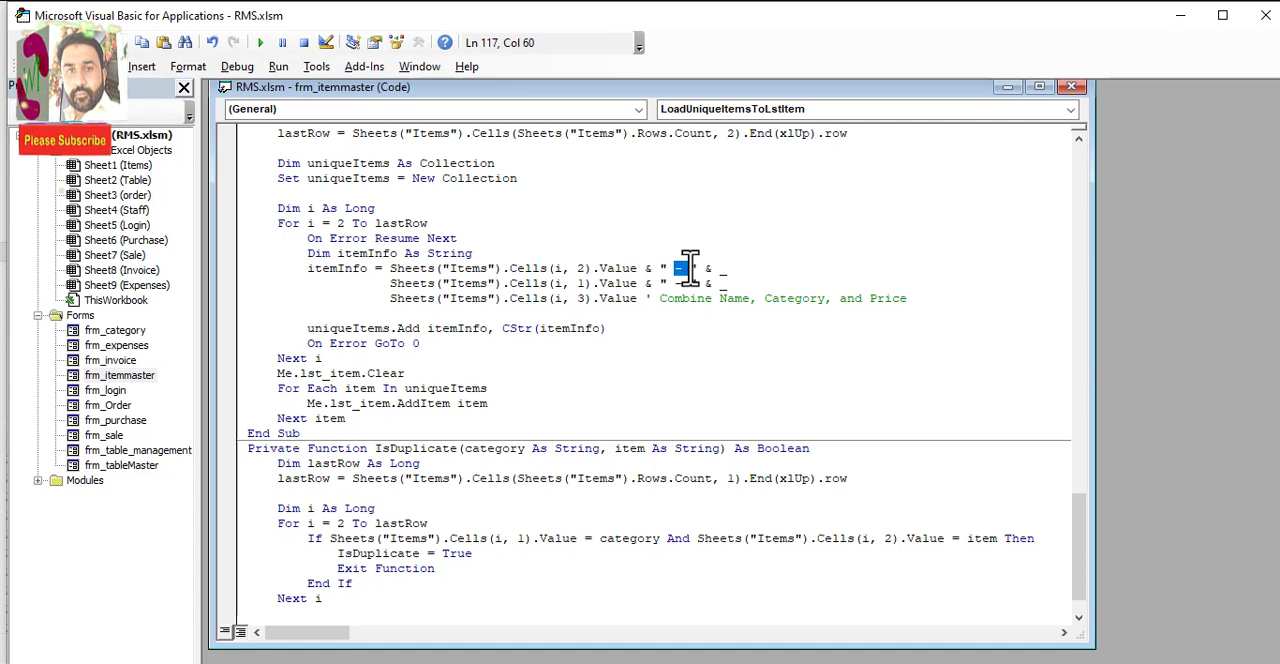 Microsoft Visual Basic for Applications - RMS.xlsm
Ln 117, Col 60
Insert Format Debug Run Tools Add-Ins Window Help
Please Subscribe
(RMS.xlsm)
Excel Objects
Sheet1 (Items)
Sheet2 (Table)
Sheet3 (order)
Sheet4 (Staff)
Sheet5 (Login)
Sheet6 (Purchase)
Sheet7 (Sale)
Sheet8 (Invoice)
Sheet9 (Expenses)
ThisWorkbook
Forms
frm_category
frm_expenses
frm_invoice
frm_itemmaster
frm_login
frm_Order
frm_purchase
frm_sale
frm_table_management
frm_tableMaster
Modules
RMS.xlsm - frm_itemmaster (Code)
(General) LoadUniqueItemsToLstItem
lastRow = Sheets("Items").Cells(Sheets("Items").Rows.Count, 2).End(xlUp).row
Dim uniqueItems As Collection
Set uniqueItems = New Collection
Dim i As Long
For i = 2 To lastRow
On Error Resume Next
Dim itemInfo As String
itemInfo = Sheets("Items").Cells(i, 2).Value & " - " & _
Sheets("Items").Cells(i, 1).Value & " - " & _
Sheets("Items").Cells(i, 3).Value ' Combine Name, Category, and Price
uniqueItems.Add itemInfo, CStr(itemInfo)
On Error GoTo 0
Next i
Me.lst_item.Clear
For Each item In uniqueItems
Me.lst_item.AddItem item
Next item
End Sub
Private Function IsDuplicate(category As String, item As String) As Boolean
Dim lastRow As Long
lastRow = Sheets("Items").Cells(Sheets("Items").Rows.Count, 1).End(xlUp).row
Dim i As Long
For i = 2 To lastRow
If Sheets("Items").Cells(i, 1).Value = category And Sheets("Items").Cells(i, 2).Value = item Then
IsDuplicate = True
Exit Function
End If
Next i